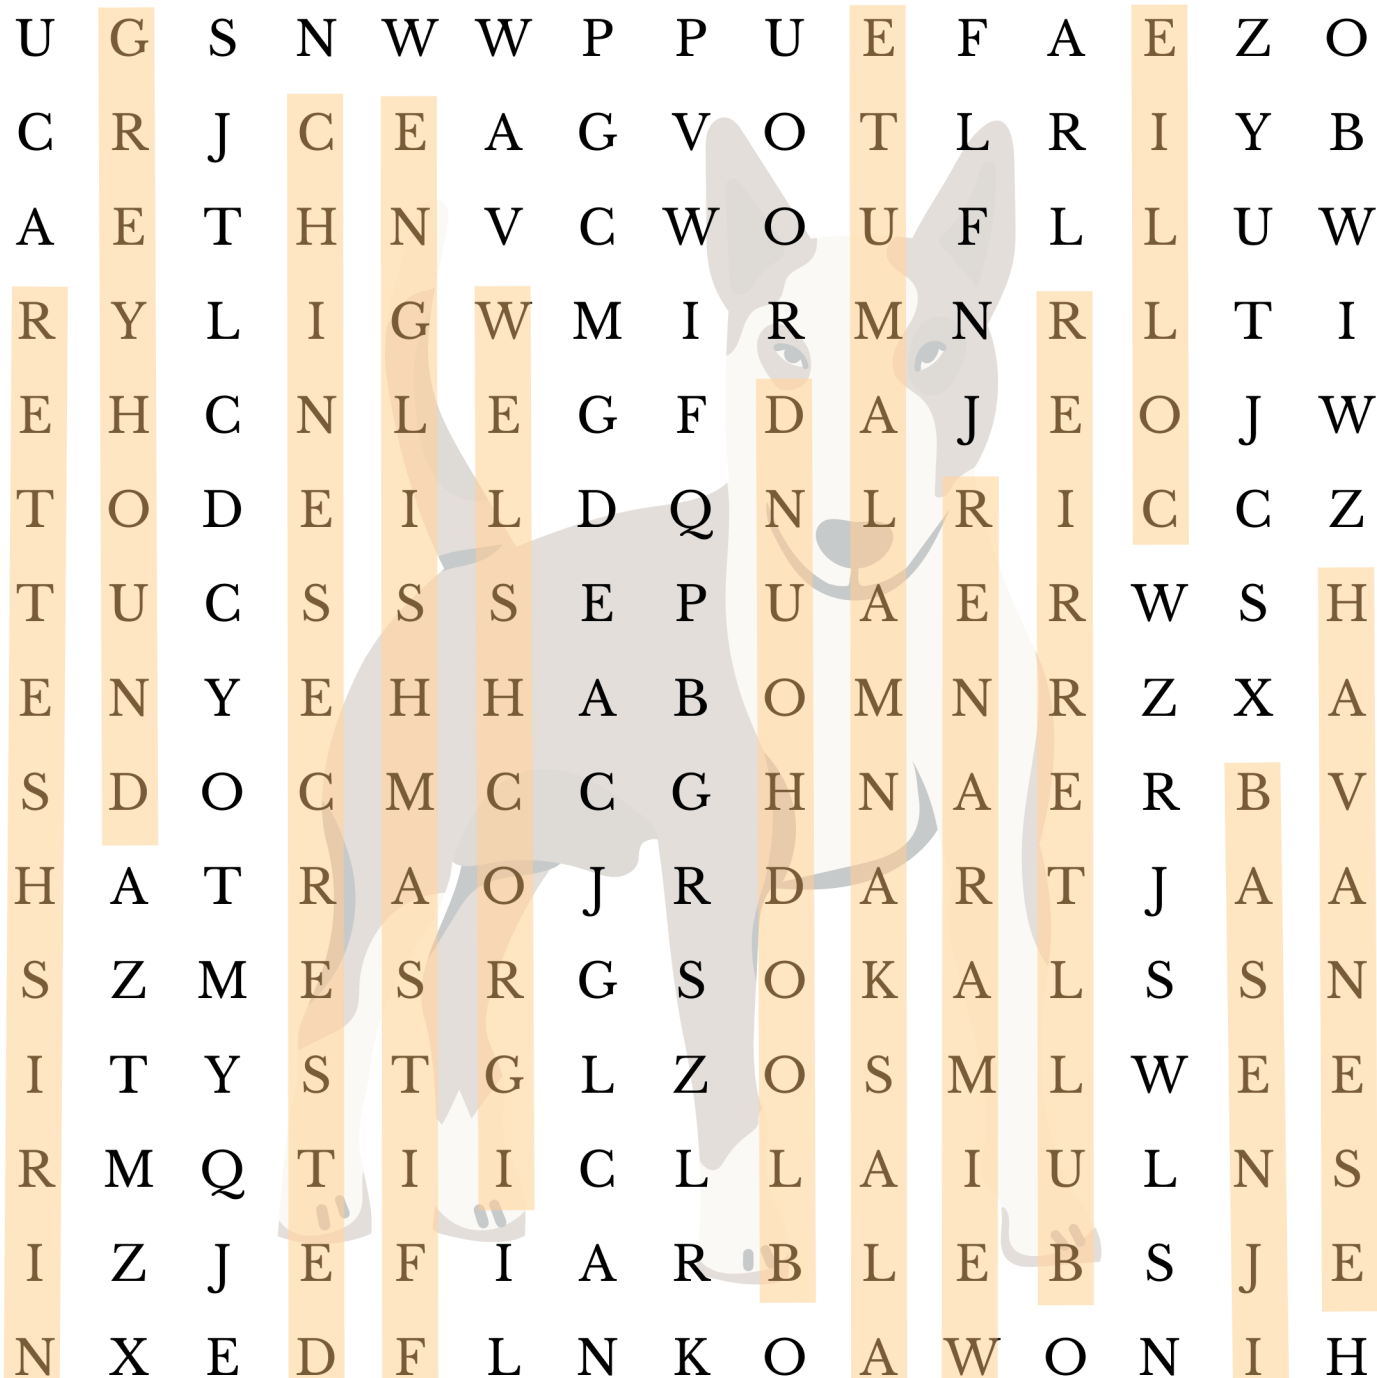 U G S N W W P P U E F A E Z O
C R J C E A G V O T L R I Y B
A E T H N V C W O U F L L U W
R Y L I G W M I R M N R L T I
E H C N L E G F D A J E O J W
T O D E I L D Q N L R I C C Z
T U C S S S E P U A E R W S H
E N Y E H H A B O M N R Z X A
S D O C M C C G H N A E R B V
H A T R A O J R D A R T J A A
S Z M E S R G S O K A L S S N
I T Y S T G L Z O S M L W E E
R M Q T I I C L L A I U L N S
I Z J E F I A R B L E B S J E
N X E D F L N K O A W O N I H